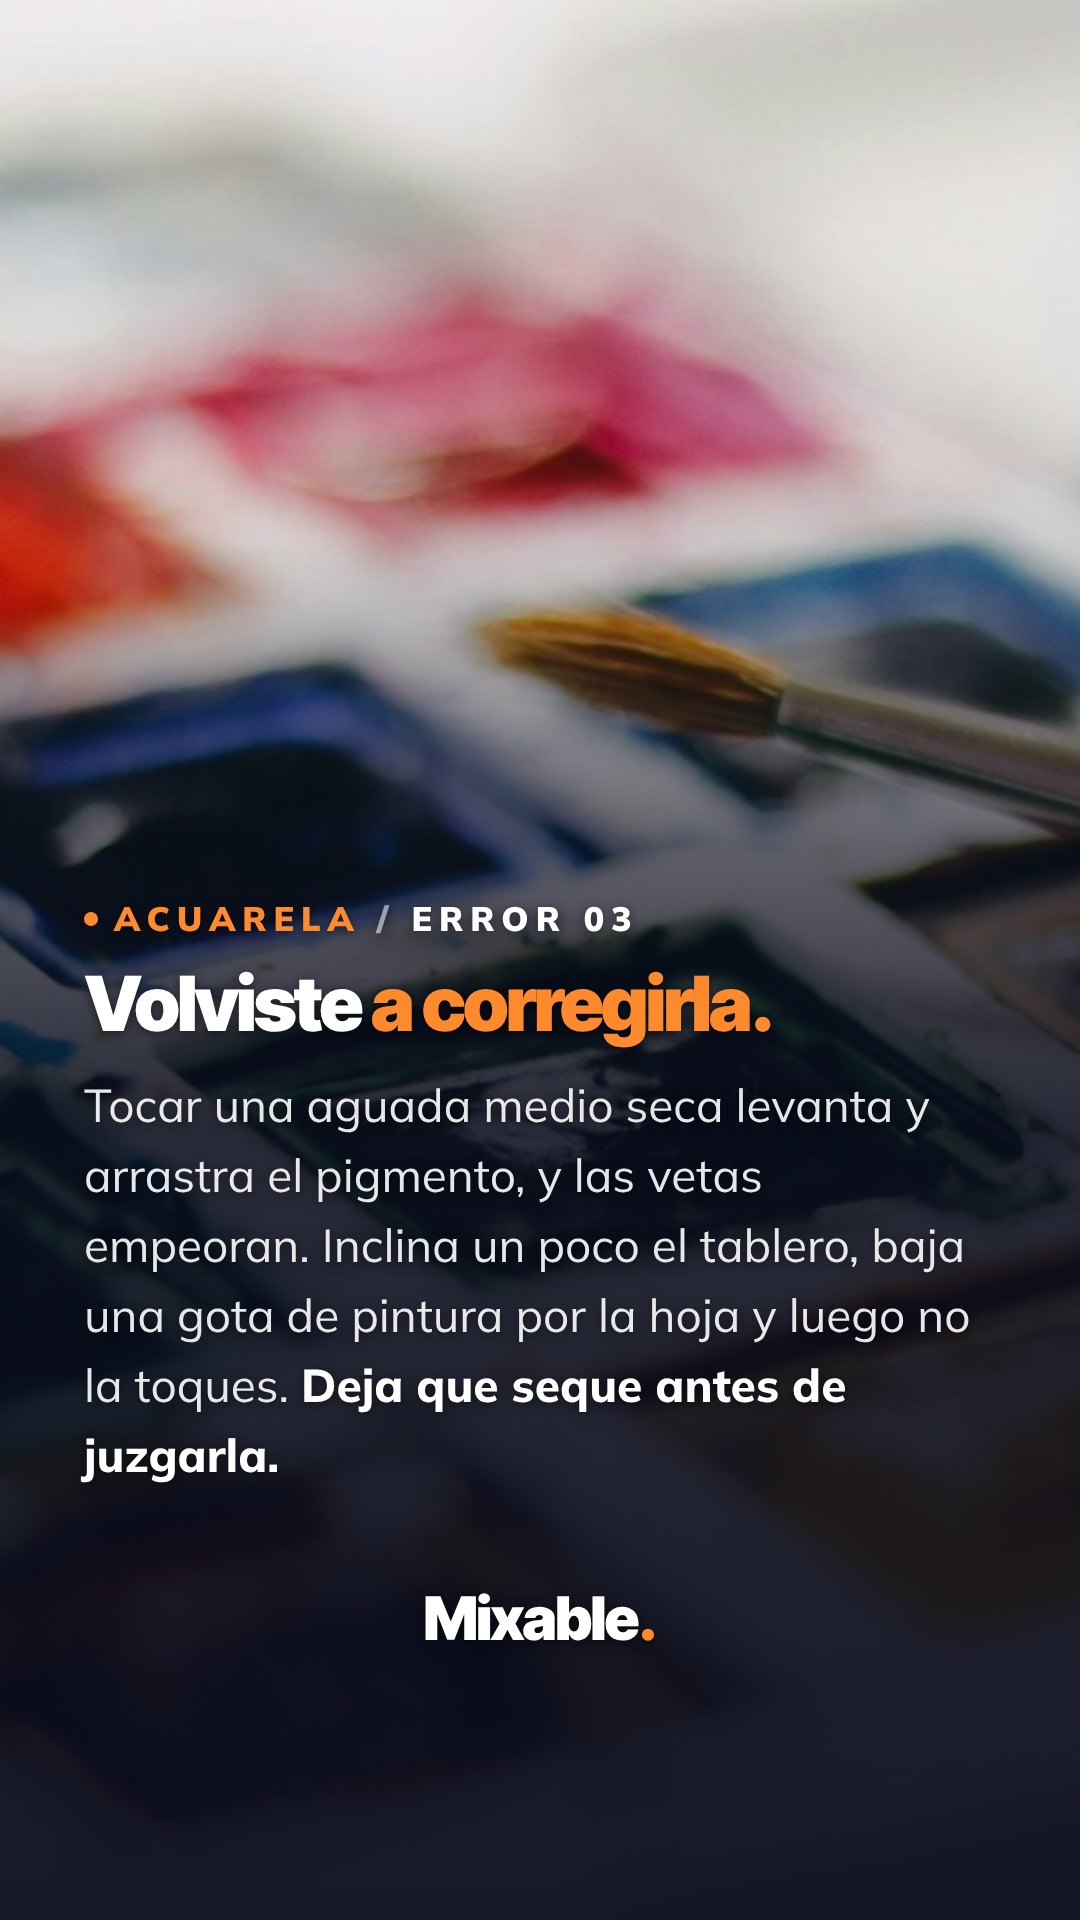 • ACUARELA / ERROR 03
Volviste a corregirla.
Tocar una aguada medio seca levanta y
arrastra el pigmento, y las vetas
empeoran. Inclina un poco el tablero, baja
una gota de pintura por la hoja y luego no
la toques. Deja que seque antes de
juzgarla.
Mixable.